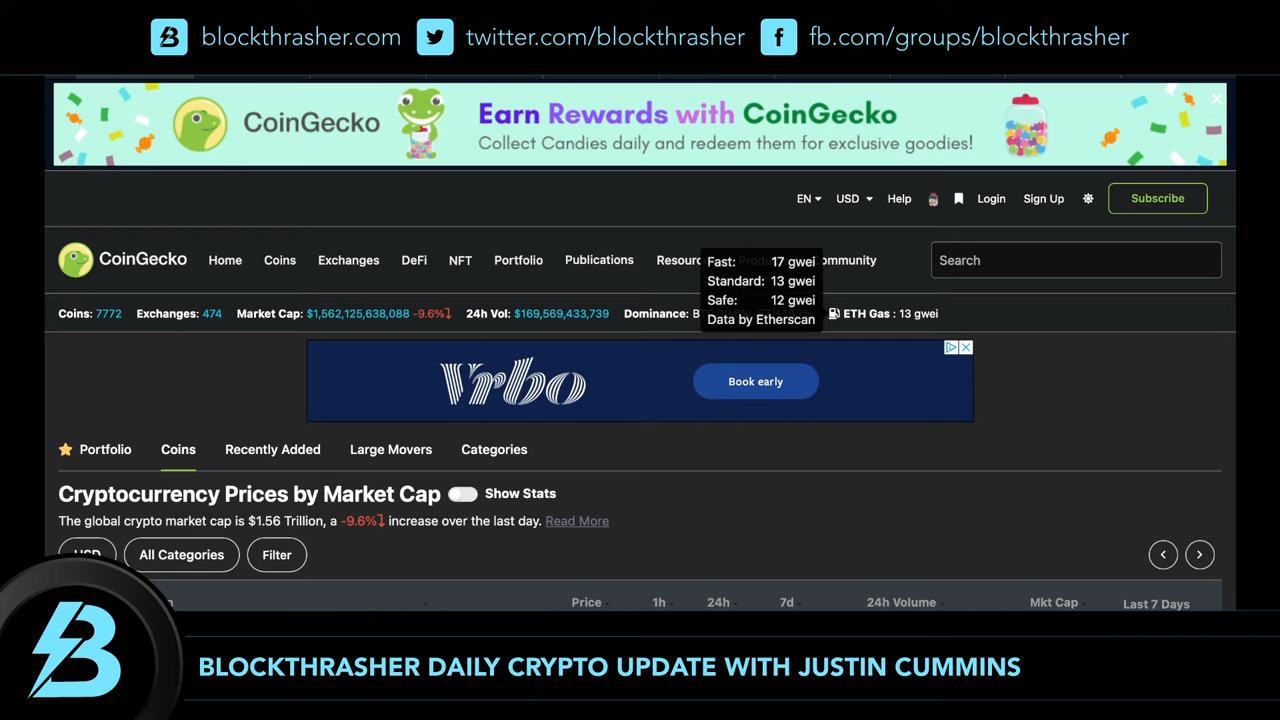 blockthrasher.com
twitter.com/blockthrasher
fb.com/groups/blockthrasher
CoinGecko
Earn Rewards with CoinGecko
Collect Candies daily and redeem them for exclusive goodies!
EN USD Help Login Sign Up Subscribe
CoinGecko Home Coins Exchanges DeFi NFT Portfolio Publications Search
Fast: 17 gwei
Standard: 13 gwei
Safe: 12 gwei
Data by Etherscan
Coins: 7772 Exchanges: 474 Market Cap: $1,562,125,638,088 -9.6% 24h Vol: $169,569,433,739 Dominance: ETH Gas : 13 gwei
Vrbo
Book early
Portfolio Coins Recently Added Large Movers Categories
Cryptocurrency Prices by Market Cap Show Stats
The global crypto market cap is $1.56 Trillion, a -9.6% increase over the last day. Read More
USD All Categories Filter
Price 1h 24h 7d 24h Volume Mkt Cap Last 7 Days
BLOCKTHRASHER DAILY CRYPTO UPDATE WITH JUSTIN CUMMINS